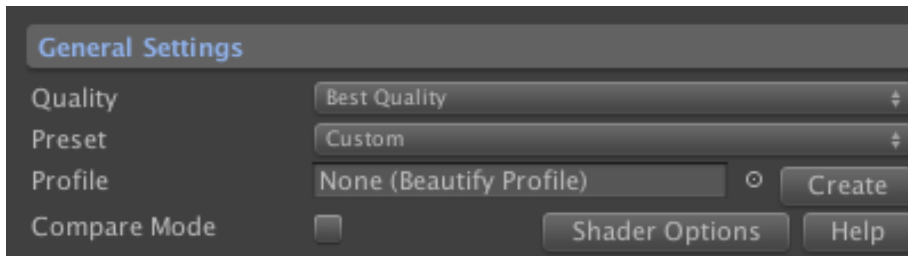 General Settings
Quality Best Quality
Preset Custom
Profile None (Beautify Profile) Create
Compare Mode Shader Options Help